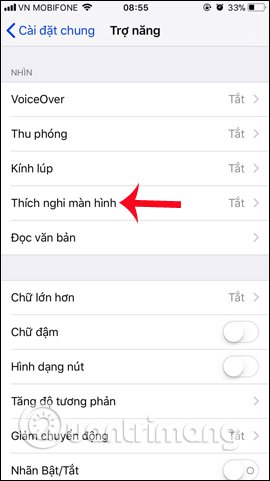 VN MOBIFONE 08:55 33%
Cài đặt chung Trợ năng
NHÌN
VoiceOver Tắt
Thu phóng Tắt
Kính lúp Tắt
Thích nghi màn hình Tắt
Đọc văn bản
Chữ lớn hơn Tắt
Chữ đậm
Hình dạng nút
Tăng độ tương phản
Giảm chuyển động Tắt
Nhãn Bật/Tắt
Quantrimang